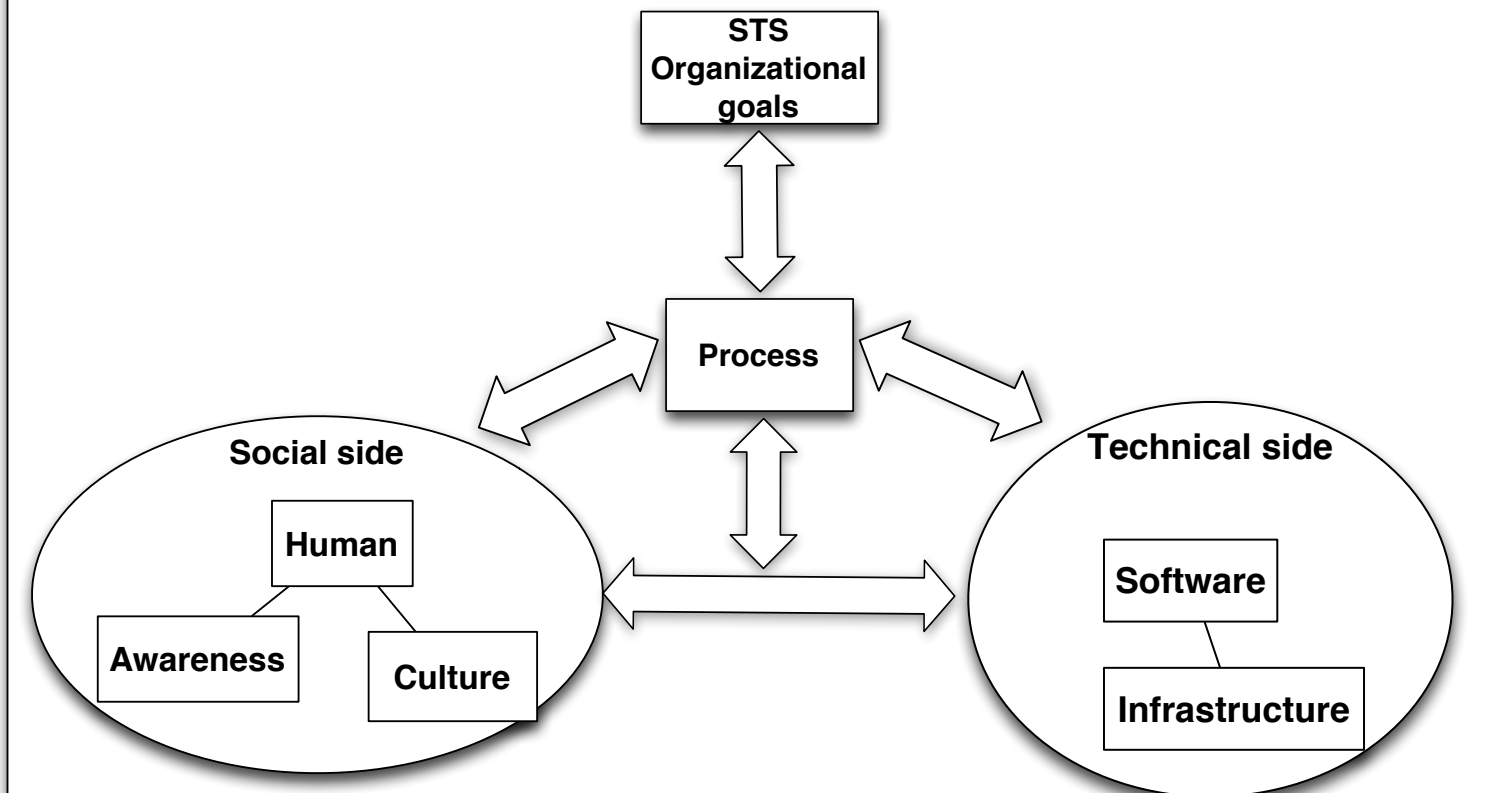 STS
Organizational
goals
Process
Social side
Human
Awareness
Culture
Technical side
Software
Infrastructure